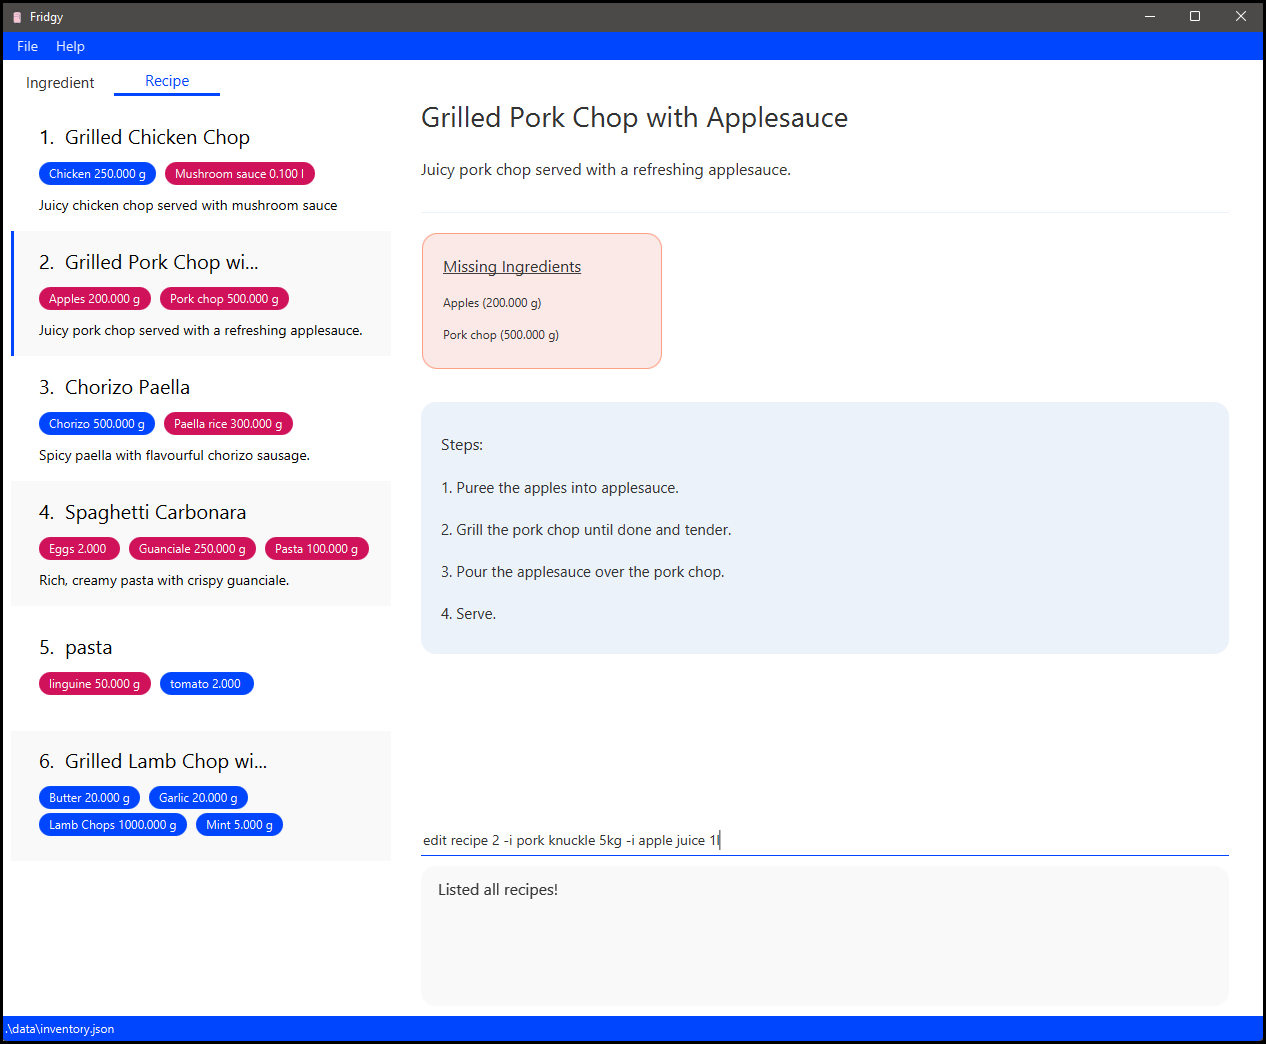 Fridgy
File Help
Ingredient Recipe
1. Grilled Chicken Chop
Chicken 250.000 g Mushroom sauce 0.100 l
Juicy chicken chop served with mushroom sauce
2. Grilled Pork Chop wi...
Apples 200.000 g Pork chop 500.000 g
Juicy pork chop served with a refreshing applesauce.
3. Chorizo Paella
Chorizo 500.000 g Paella rice 300.000 g
Spicy paella with flavourful chorizo sausage.
4. Spaghetti Carbonara
Eggs 2.000 Guanciale 250.000 g Pasta 100.000 g
Rich, creamy pasta with crispy guanciale.
5. pasta
linguine 50.000 g tomato 2.000
6. Grilled Lamb Chop wi...
Butter 20.000 g Garlic 20.000 g
Lamb Chops 1000.000 g Mint 5.000 g
Grilled Pork Chop with Applesauce
Juicy pork chop served with a refreshing applesauce.
Missing Ingredients
Apples (200.000 g)
Pork chop (500.000 g)
Steps:
1. Puree the apples into applesauce.
2. Grill the pork chop until done and tender.
3. Pour the applesauce over the pork chop.
4. Serve.
edit recipe 2 -i pork knuckle 5kg -i apple juice 1l
Listed all recipes!
.\data\inventory.json